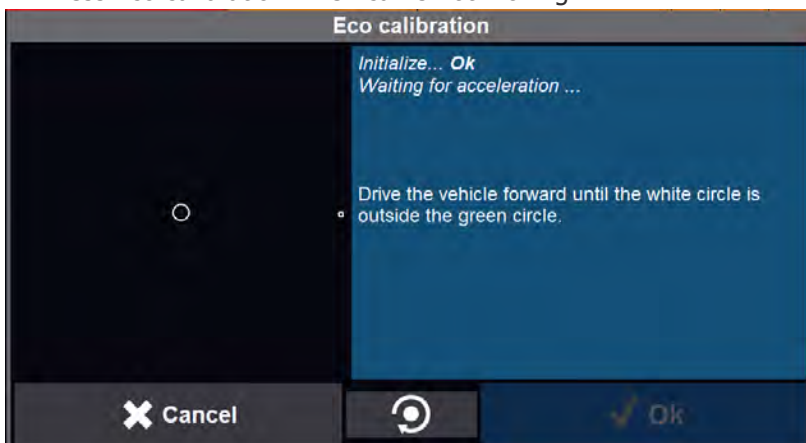 Eco calibration
Initialize... Ok
Waiting for acceleration ...
Drive the vehicle forward until the white circle is
outside the green circle.
Cancel
Ok